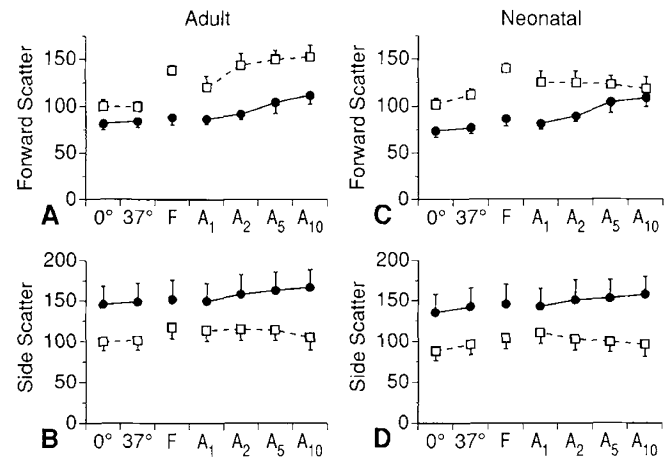 Adult
Neonatal
Forward Scatter
150
100
50
0
A
0° 37° F A₁ A₂ A₅ A₁₀
Forward Scatter
150
100
50
0
C
0° 37° F A₁ A₂ A₅ A₁₀
Side Scatter
200
150
100
50
0
B
0° 37° F A₁ A₂ A₅ A₁₀
Side Scatter
200
150
100
50
0
D
0° 37° F A₁ A₂ A₅ A₁₀